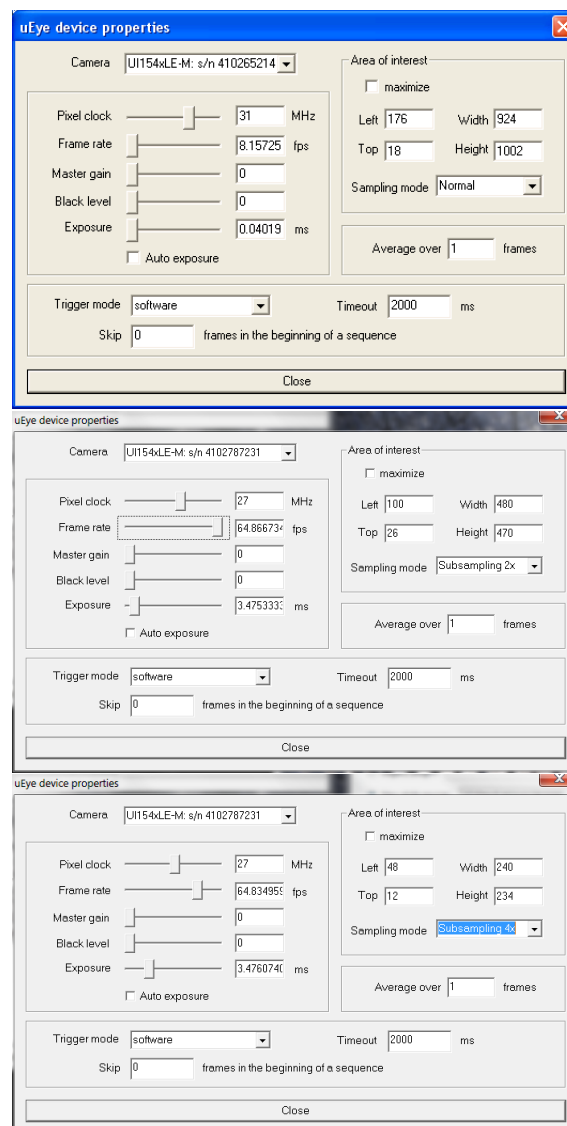 uEye device properties
Camera UI154xLE-M: s/n 410265214
Area of interest
maximize
Pixel clock 31 MHz
Left 176 Width 924
Frame rate 8.15725 fps
Top 18 Height 1002
Master gain 0
Sampling mode Normal
Black level 0
Exposure 0.04019 ms
Average over 1 frames
Auto exposure
Trigger mode software Timeout 2000 ms
Skip 0 frames in the beginning of a sequence
Close
uEye device properties
Camera UI154xLE-M: s/n 4102787231
Area of interest
maximize
Pixel clock 27 MHz
Left 100 Width 480
Frame rate 64.866734 fps
Top 26 Height 470
Master gain 0
Sampling mode Subsampling 2x
Black level 0
Exposure 3.4753333 ms
Average over 1 frames
Auto exposure
Trigger mode software Timeout 2000 ms
Skip 0 frames in the beginning of a sequence
Close
uEye device properties
Camera UI154xLE-M: s/n 4102787231
Area of interest
maximize
Pixel clock 27 MHz
Left 48 Width 240
Frame rate 64.834959 fps
Top 12 Height 234
Master gain 0
Sampling mode Subsampling 4x
Black level 0
Exposure 3.4760740 ms
Average over 1 frames
Auto exposure
Trigger mode software Timeout 2000 ms
Skip 0 frames in the beginning of a sequence
Close